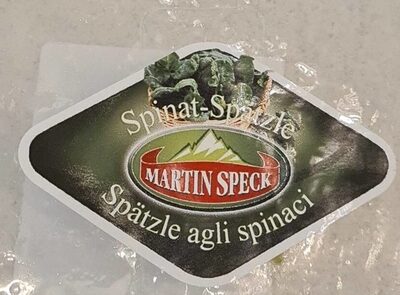 Spinat-Spätzle
MARTIN SPECK
Spätzle agli spinaci